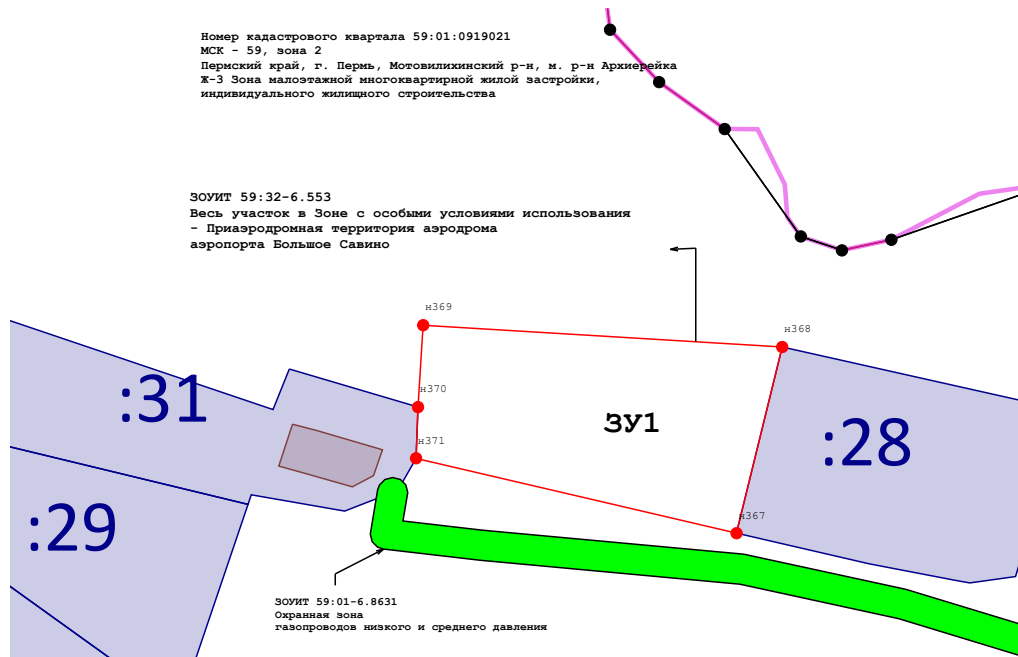 Номер кадастрового квартала 59:01:0919021
МСК - 59, зона 2
Пермский край, г. Пермь, Мотовилихинский р-н, м. р-н Архиерейка
Ж-3 Зона малоэтажной многоквартирной жилой застройки,
индивидуального жилищного строительства
ЗОУИТ 59:32-6.553
Весь участок в Зоне с особыми условиями использования
- Приаэродромная территория аэродрома
аэропорта Большое Савино
н369
н368
н370
:31
ЗУ1
:28
н371
:29
н367
ЗОУИТ 59:01-6.8631
Охранная зона
газопроводов низкого и среднего давления